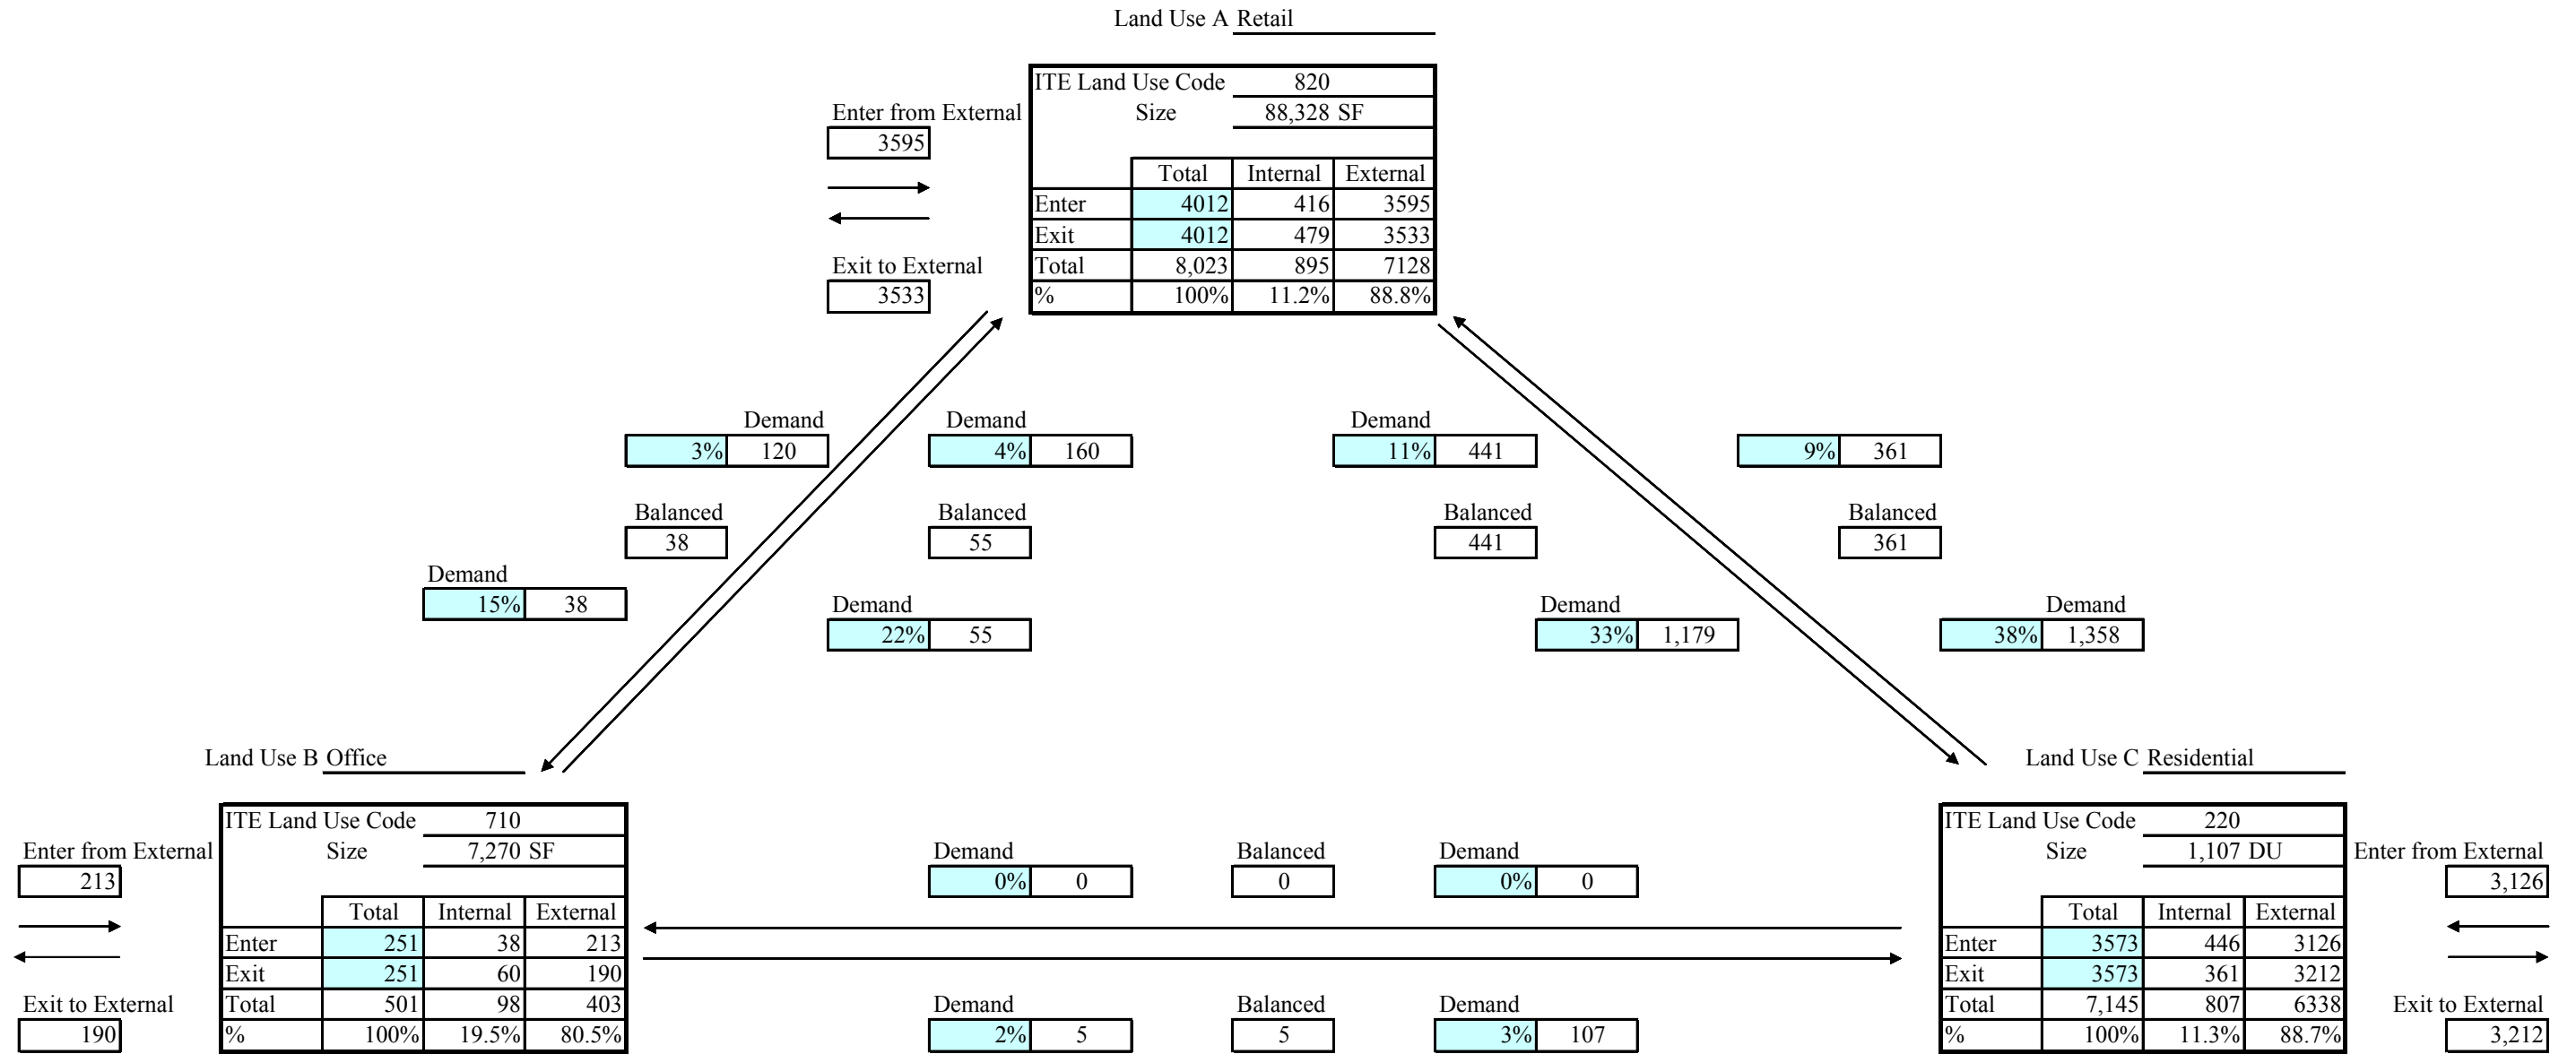 Land Use A Retail
ITE Land Use Code 820
Enter from External Size 88,328 SF
3595
Total Internal External
Enter 4012 416 3595
Exit 4012 479 3533
Exit to External Total 8,023 895 7128
3533 % 100% 11.2% 88.8%
Demand Demand Demand
3% 120 4% 160 11% 441 9% 361
Balanced Balanced Balanced Balanced
38 55 441 361
Demand
15% 38
Demand Demand Demand
22% 55 33% 1,179 38% 1,358
Land Use B Office Land Use C Residential
ITE Land Use Code 710 ITE Land Use Code 220
Enter from External Size 7,270 SF Demand Balanced Demand Size 1,107 DU Enter from External
213 0% 0 0 0% 0 3,126
Total Internal External Total Internal External
Enter 251 38 213 Enter 3573 446 3126
Exit 251 60 190 Exit 3573 361 3212
Exit to External Total 501 98 403 Demand Balanced Demand Total 7,145 807 6338 Exit to External
190 % 100% 19.5% 80.5% 2% 5 5 3% 107 % 100% 11.3% 88.7% 3,212